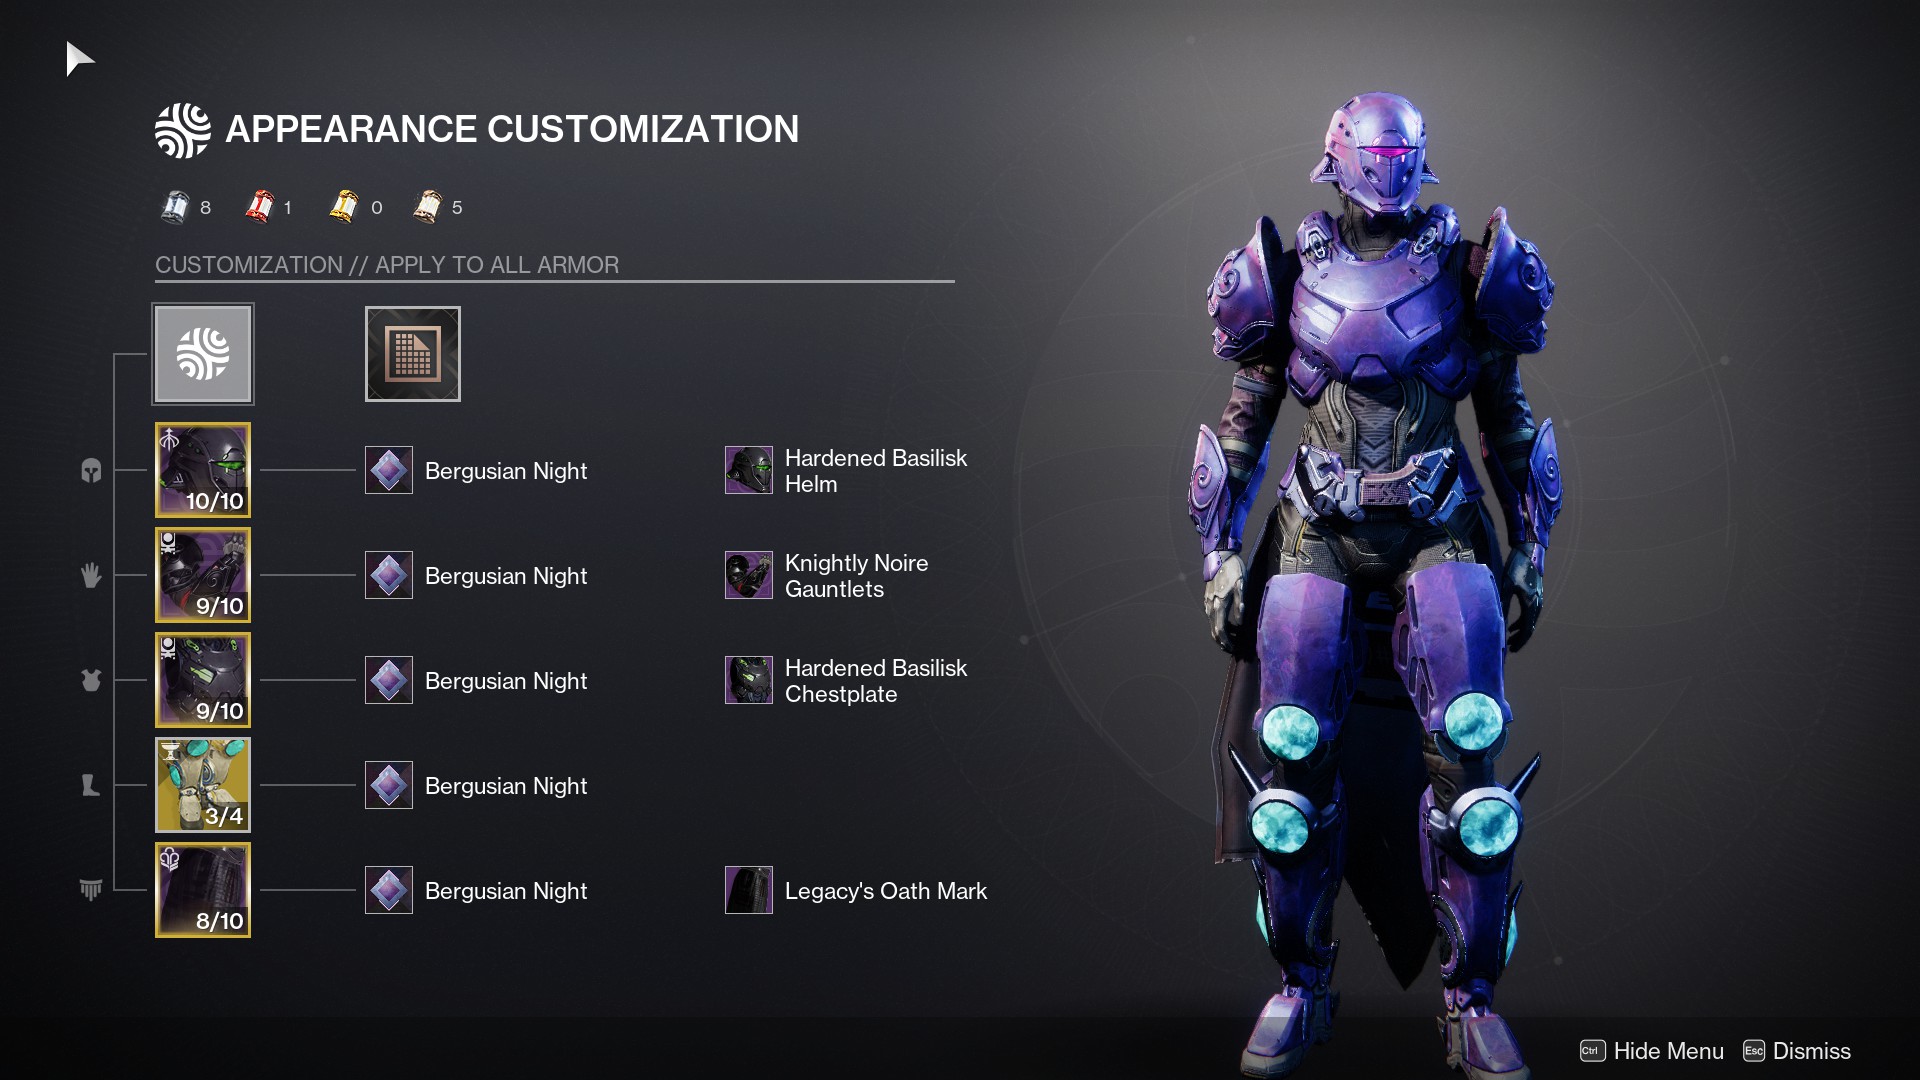 APPEARANCE CUSTOMIZATION
8 1 0 5
CUSTOMIZATION // APPLY TO ALL ARMOR
10/10 Bergusian Night Hardened Basilisk
Helm
9/10 Bergusian Night Knightly Noire
Gauntlets
9/10 Bergusian Night Hardened Basilisk
Chestplate
3/4 Bergusian Night
8/10 Bergusian Night Legacy's Oath Mark
Ctrl Hide Menu Esc Dismiss